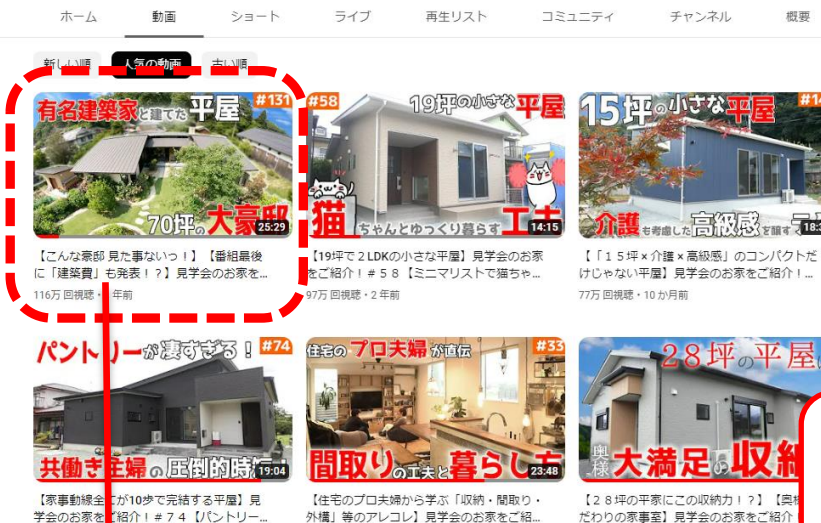 ホーム 動画 ショート ライブ 再生リスト コミュニティ チャンネル 概要
新しい順 人気の動画 古い順
有名建築家と建てた平屋 #131
70坪の大豪邸
25:29
【こんな豪邸 見た事ないっ！】【番組最後
に「建築費」も発表！？】見学会のお家を...
116万 回視聴・ 年前
#58 19坪の小さな平屋
猫ちゃんとゆっくり暮らす工夫
14:15
【19坪で２LDKの小さな平屋】見学会のお家
をご紹介！＃５８【ミニマリストで猫ちゃ...
97万 回視聴・2 年前
15坪の小さな平屋
介護も考慮した高級感を醸す
18:3
【「１５坪×介護×高級感」のコンパクトだ
けじゃない平屋】見学会のお家をご紹介！...
77万 回視聴・10 か月前
パントリーが凄すぎる！ #74
共働き主婦の圧倒的時
19:04
【家事動線全てが10歩で完結する平屋】見
学会のお家をご紹介！＃７４【パントリー...
住宅のプロ夫婦が直伝 #33
間取りの工夫と暮らし方
23:48
【住宅のプロ夫婦から学ぶ「収納・間取り・
外構」等のアレコレ】見学会のお家をご紹...
28坪の平屋
奥様大満足の収納
【２８坪の平家にこの収納力！？】【奥様
だわりの家事室】見学会のお家をご紹介